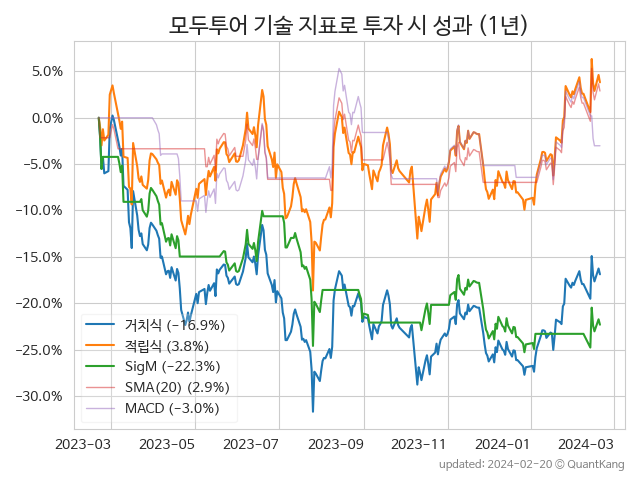 모두투어 기술 지표로 투자 시 성과 (1년)
5.0%
0.0%
−5.0%
−10.0%
−15.0%
−20.0%
−25.0%
−30.0%
거치식 (−16.9%)
적립식 (3.8%)
SigM (−22.3%)
SMA(20) (2.9%)
MACD (−3.0%)
2023-03 2023-05 2023-07 2023-09 2023-11 2024-01 2024-03
updated: 2024-02-20 @ QuantKang